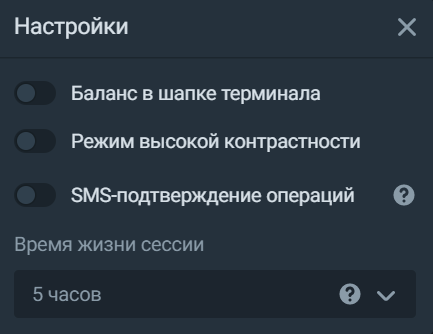 Настройки
Баланс в шапке терминала
Режим высокой контрастности
SMS-подтверждение операций ?
Время жизни сессии
5 часов ?